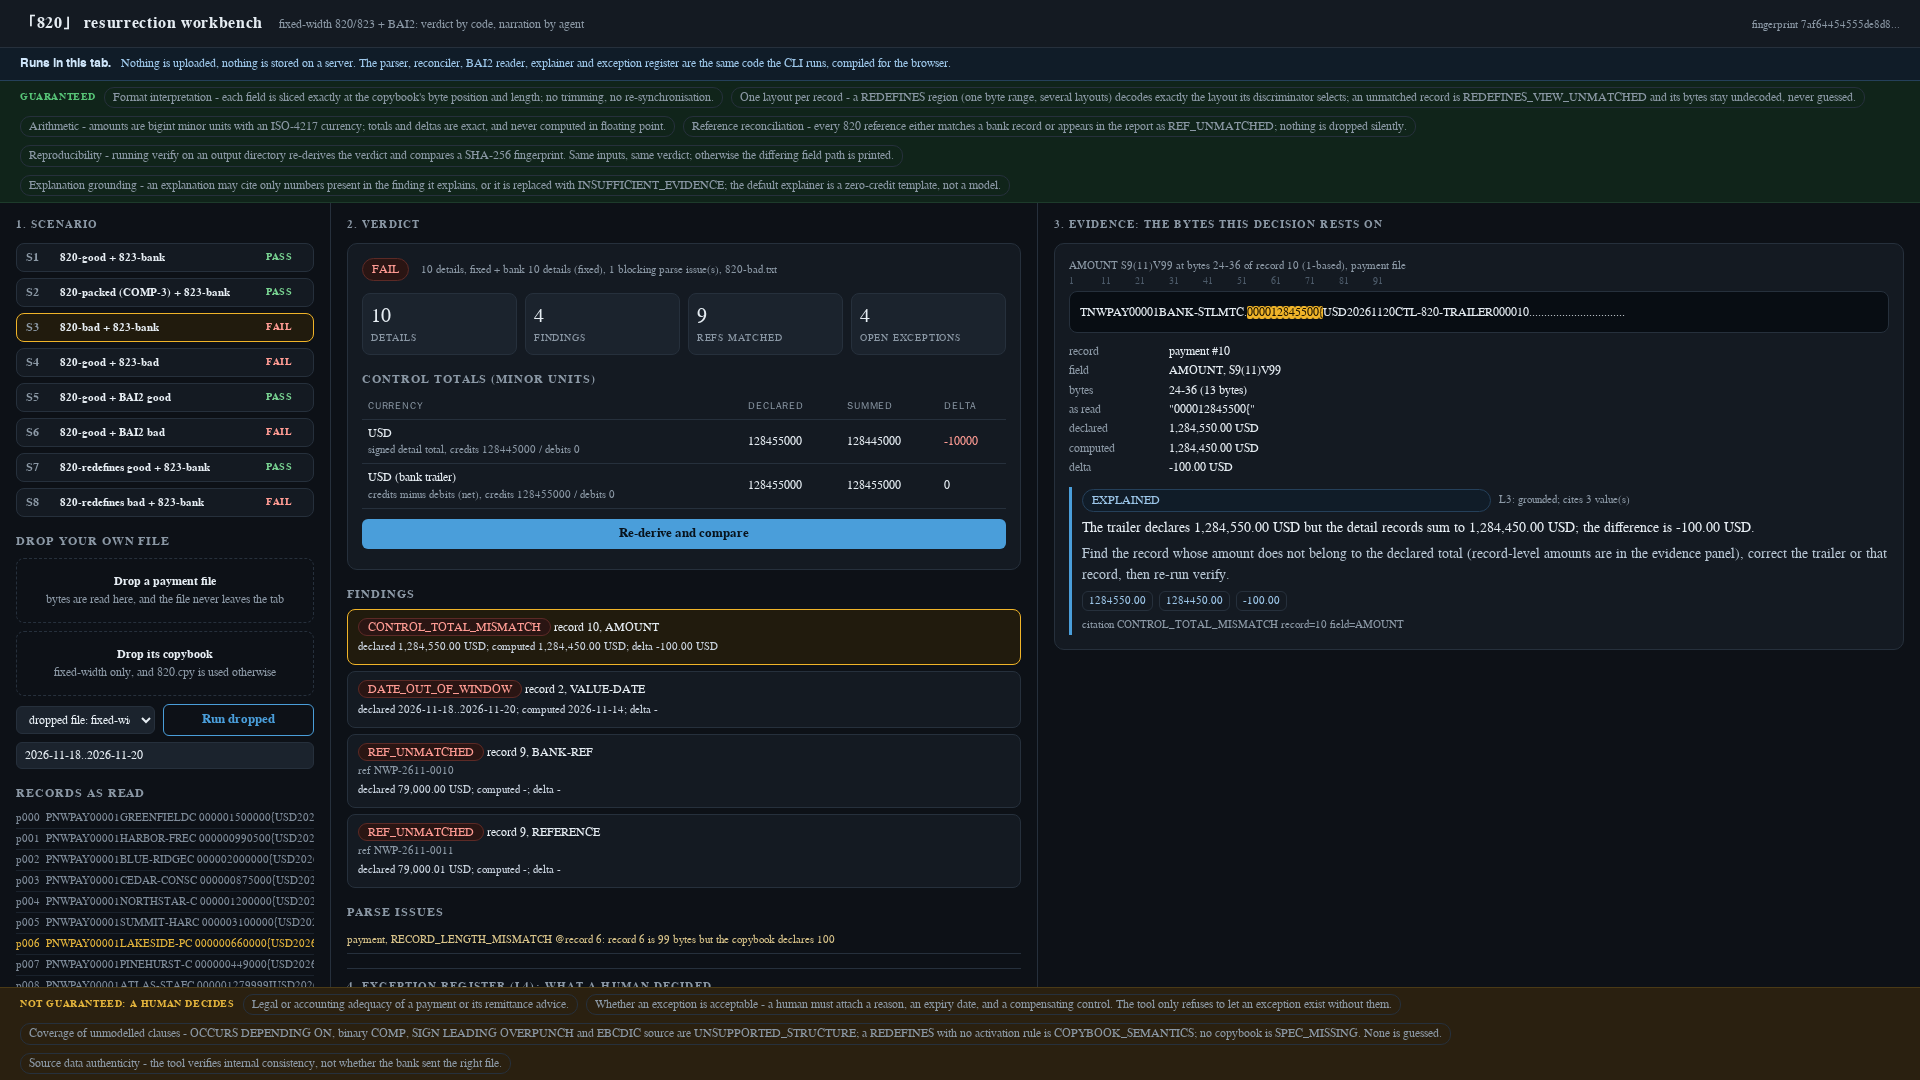 「820」 resurrection workbench
fixed-width 820/823 + BAI2: verdict by code, narration by agent
fingerprint 7af64454555de8d8...
Runs in this tab. Nothing is uploaded, nothing is stored on a server. The parser, reconciler, BAI2 reader, explainer and exception register are the same code the CLI runs, compiled for the browser.
GUARANTEED
Format interpretation - each field is sliced exactly at the copybook's byte position and length; no trimming, no re-synchronisation.
One layout per record - a REDEFINES region (one byte range, several layouts) decodes exactly the layout its discriminator selects; an unmatched record is REDEFINES_VIEW_UNMATCHED and its bytes stay undecoded, never guessed.
Arithmetic - amounts are bigint minor units with an ISO-4217 currency; totals and deltas are exact, and never computed in floating point.
Reference reconciliation - every 820 reference either matches a bank record or appears in the report as REF_UNMATCHED; nothing is dropped silently.
Reproducibility - running verify on an output directory re-derives the verdict and compares a SHA-256 fingerprint. Same inputs, same verdict; otherwise the differing field path is printed.
Explanation grounding - an explanation may cite only numbers present in the finding it explains, or it is replaced with INSUFFICIENT_EVIDENCE; the default explainer is a zero-credit template, not a model.
1. SCENARIO
S1 820-good + 823-bank PASS
S2 820-packed (COMP-3) + 823-bank PASS
S3 820-bad + 823-bank FAIL
S4 820-good + 823-bad FAIL
S5 820-good + BAI2 good PASS
S6 820-good + BAI2 bad FAIL
S7 820-redefines good + 823-bank PASS
S8 820-redefines bad + 823-bank FAIL
DROP YOUR OWN FILE
Drop a payment file
bytes are read here, and the file never leaves the tab
Drop its copybook
fixed-width only, and 820.cpy is used otherwise
dropped file: fixed-wi
Run dropped
2026-11-18..2026-11-20
RECORDS AS READ
p000 PNWPAY00001GREENFIELDC 000001500000{USD202
p001 PNWPAY00001HARBOR-FREC 000000990500{USD202
p002 PNWPAY00001BLUE-RIDGEC 000002000000{USD202
p003 PNWPAY00001CEDAR-CONSC 000000875000{USD202
p004 PNWPAY00001NORTHSTAR-C 000001200000{USD202
p005 PNWPAY00001SUMMIT-HARC 000003100000{USD202
p006 PNWPAY00001LAKESIDE-PC 000000660000{USD2026
p007 PNWPAY00001PINEHURST-C 000000449000{USD2026
2. VERDICT
FAIL 10 details, fixed + bank 10 details (fixed), 1 blocking parse issue(s), 820-bad.txt
10
DETAILS
4
FINDINGS
9
REFS MATCHED
4
OPEN EXCEPTIONS
CONTROL TOTALS (MINOR UNITS)
CURRENCY DECLARED SUMMED DELTA
USD
signed detail total, credits 128445000 / debits 0
128455000 128445000 -10000
USD (bank trailer)
credits minus debits (net), credits 128455000 / debits 0
128455000 128455000 0
Re-derive and compare
FINDINGS
CONTROL_TOTAL_MISMATCH record 10, AMOUNT
declared 1,284,550.00 USD; computed 1,284,450.00 USD; delta -100.00 USD
DATE_OUT_OF_WINDOW record 2, VALUE-DATE
declared 2026-11-18..2026-11-20; computed 2026-11-14; delta -
REF_UNMATCHED record 9, BANK-REF
ref NWP-2611-0010
declared 79,000.00 USD; computed -; delta -
REF_UNMATCHED record 9, REFERENCE
ref NWP-2611-0011
declared 79,000.01 USD; computed -; delta -
PARSE ISSUES
payment, RECORD_LENGTH_MISMATCH @record 6: record 6 is 99 bytes but the copybook declares 100
3. EVIDENCE: THE BYTES THIS DECISION RESTS ON
AMOUNT S9(11)V99 at bytes 24-36 of record 10 (1-based), payment file
1 11 21 31 41 51 61 71 81 91
TNWPAY00001BANK-STLMTC.000012845500{USD20261120CTL-820-TRAILER000010................................
record payment #10
field AMOUNT, S9(11)V99
bytes 24-36 (13 bytes)
as read "000012845500{"
declared 1,284,550.00 USD
computed 1,284,450.00 USD
delta -100.00 USD
EXPLAINED L3: grounded; cites 3 value(s)
The trailer declares 1,284,550.00 USD but the detail records sum to 1,284,450.00 USD; the difference is -100.00 USD.
Find the record whose amount does not belong to the declared total (record-level amounts are in the evidence panel), correct the trailer or that
record, then re-run verify.
1284550.00 1284450.00 -100.00
citation CONTROL_TOTAL_MISMATCH record=10 field=AMOUNT
NOT GUARANTEED: A HUMAN DECIDES
Legal or accounting adequacy of a payment or its remittance advice.
Whether an exception is acceptable - a human must attach a reason, an expiry date, and a compensating control. The tool only refuses to let an exception exist without them.
Coverage of unmodelled clauses - OCCURS DEPENDING ON, binary COMP, SIGN LEADING OVERPUNCH and EBCDIC source are UNSUPPORTED_STRUCTURE; a REDEFINES with no activation rule is COPYBOOK_SEMANTICS; no copybook is SPEC_MISSING. None is guessed.
Source data authenticity - the tool verifies internal consistency, not whether the bank sent the right file.